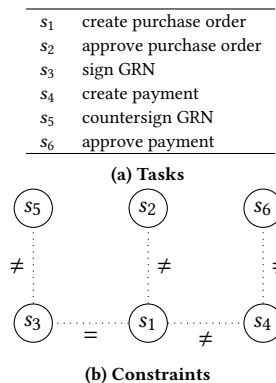 s₁ create purchase order
s₂ approve purchase order
s₃ sign GRN
s₄ create payment
s₅ countersign GRN
s₆ approve payment
(a) Tasks
s₅ s₂ s₆
≠ ≠ ≠
s₃ = s₁ ≠ s₄
(b) Constraints